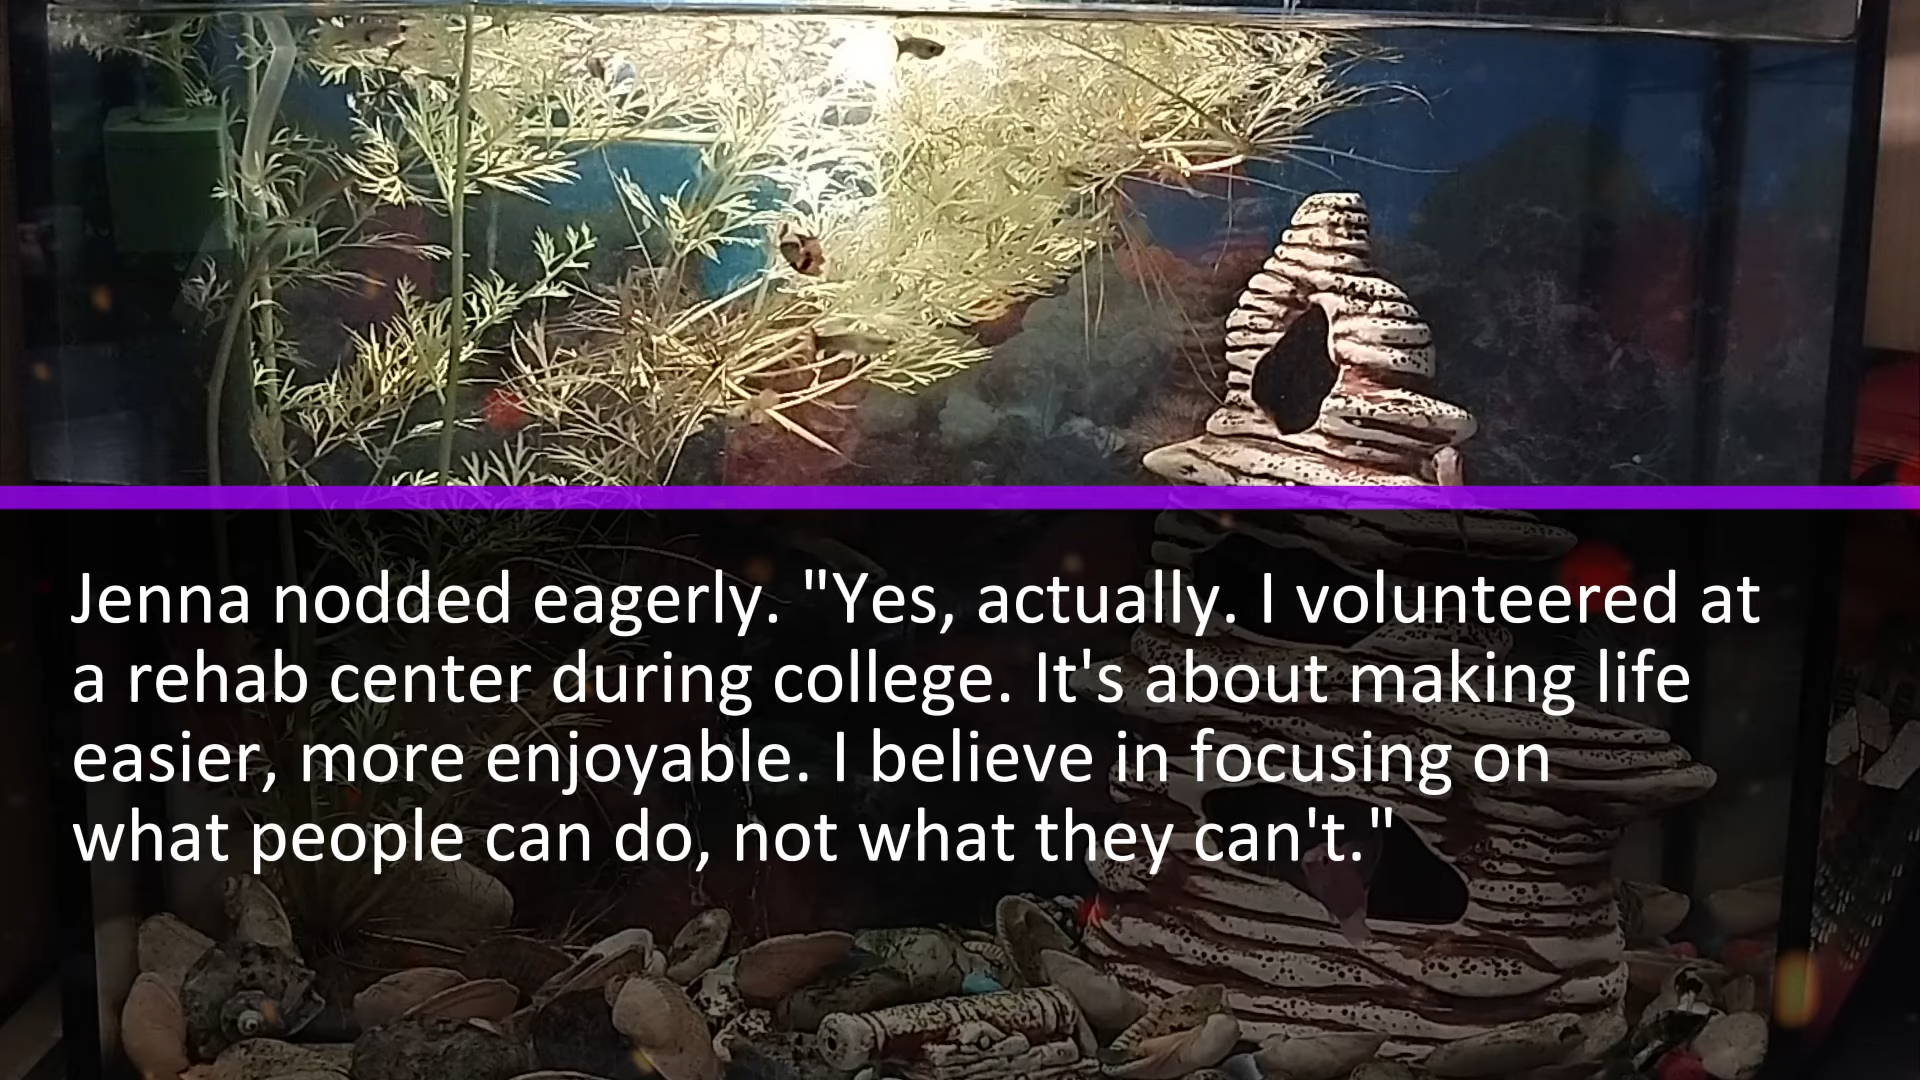 Jenna nodded eagerly. "Yes, actually. I volunteered at
a rehab center during college. It's about making life
easier, more enjoyable. I believe in focusing on
what people can do, not what they can't."